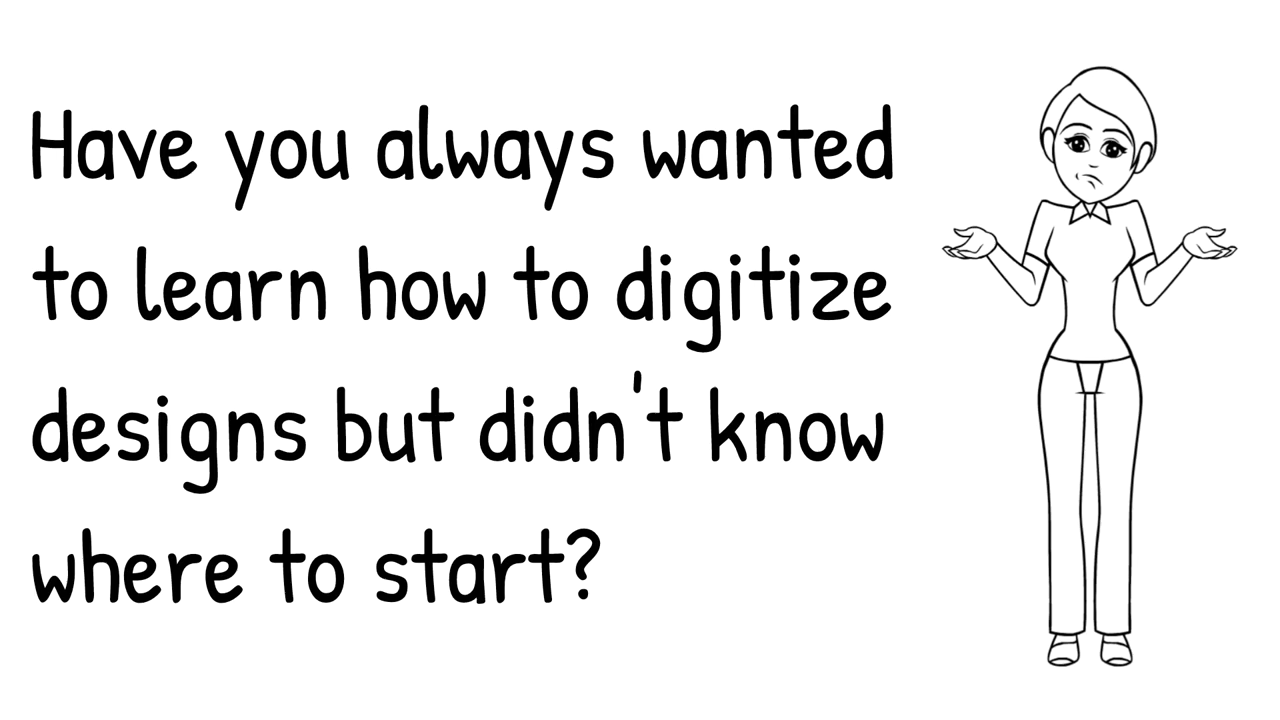 Have you always wanted
to learn how to digitize
designs but didn't know
where to start?